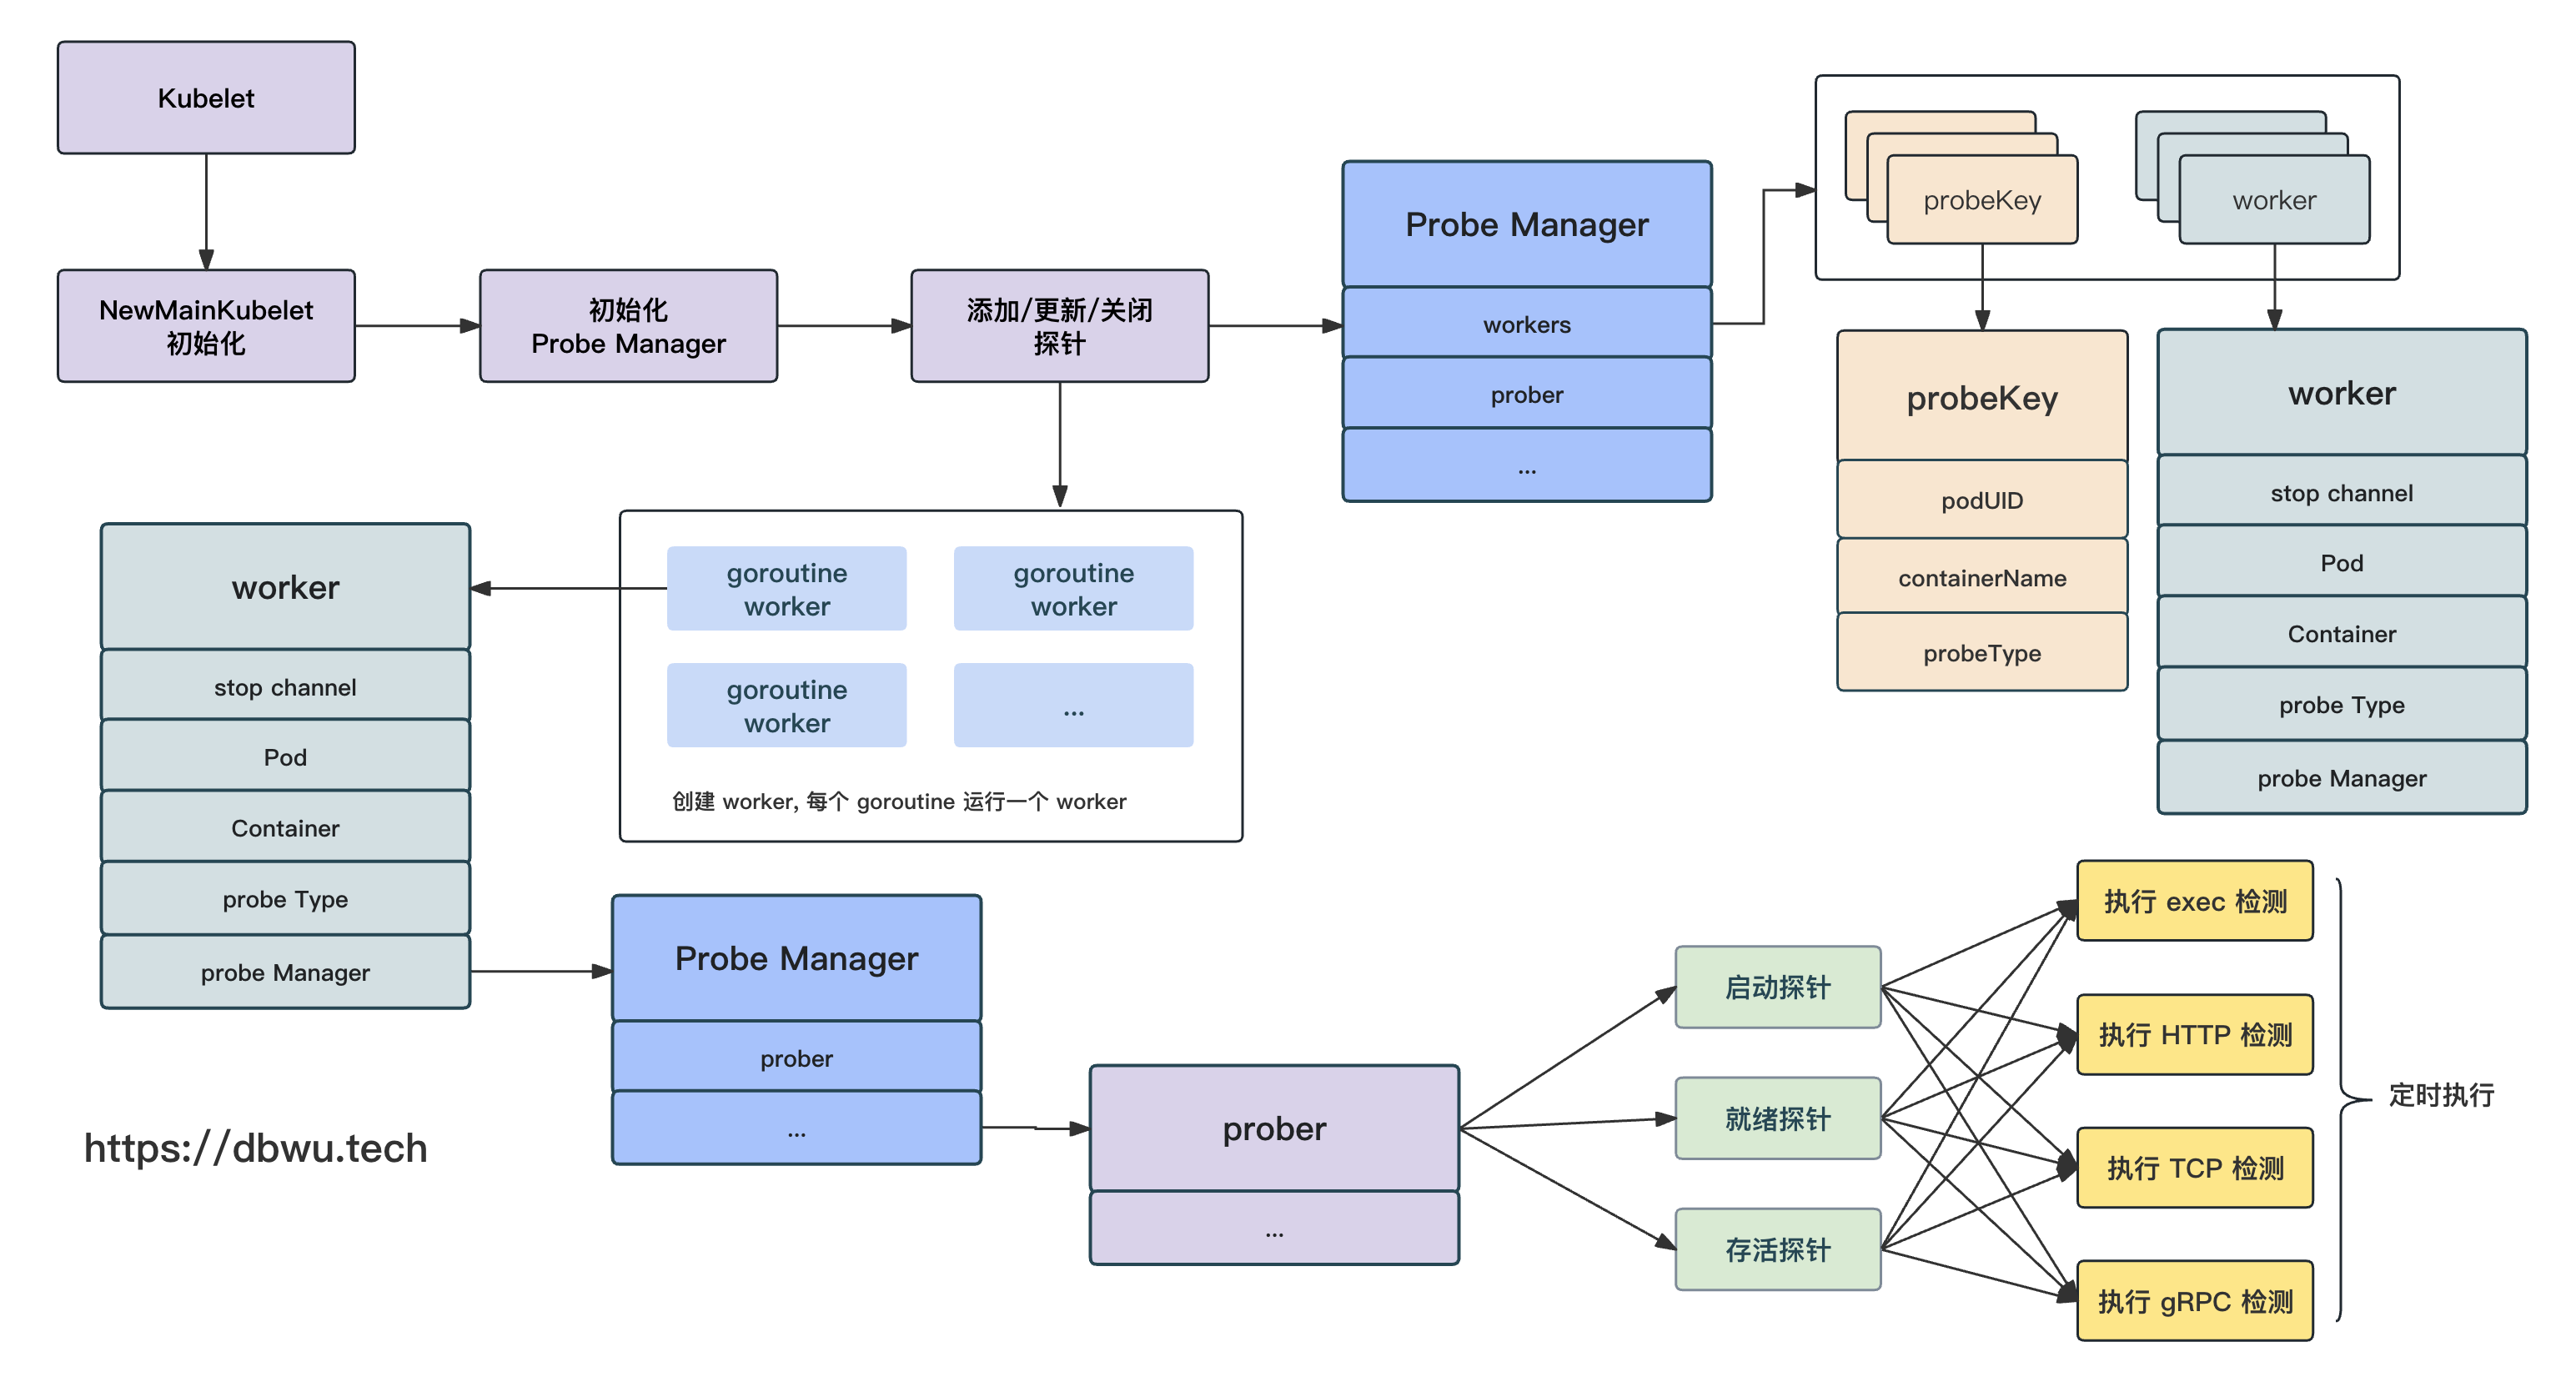 Kubelet
NewMainKubelet
初始化
初始化
Probe Manager
添加/更新/关闭
探针
Probe Manager
workers
prober
...
probeKey
worker
probeKey
podUID
containerName
probeType
worker
stop channel
Pod
Container
probe Type
probe Manager
goroutine
worker
goroutine
worker
goroutine
worker
...
创建 worker, 每个 goroutine 运行一个 worker
worker
stop channel
Pod
Container
probe Type
probe Manager
Probe Manager
prober
...
prober
...
启动探针
就绪探针
存活探针
执行 exec 检测
执行 HTTP 检测
执行 TCP 检测
执行 gRPC 检测
定时执行
https://dbwu.tech